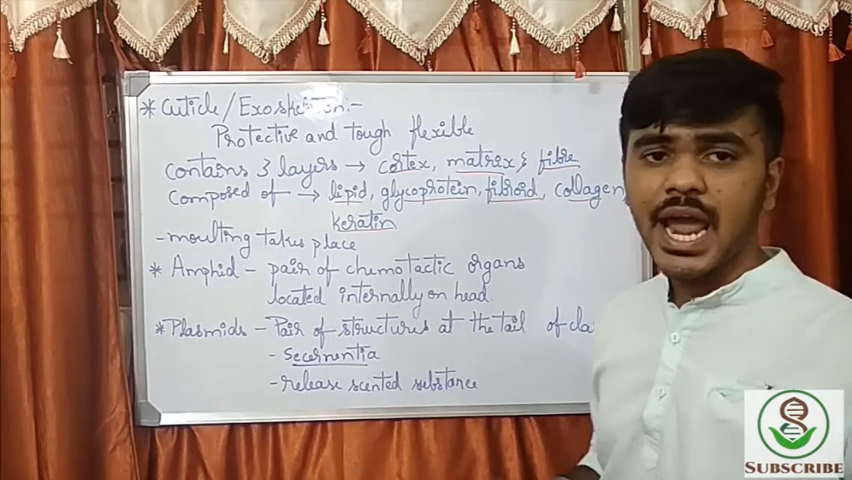 * Cuticle/Exoskeleton:-
Protective and tough flexible
contains 3 layers → cortex, matrix & fibre
composed of → lipid, glycoprotein, fibroid, collagen
keratin
- moulting takes place
* Amphid - pair of chemotactic organs
located internally on head.
* Plasmids - Pair of structures at the tail of cla
- secernentia
- release scented substance
SUBSCRIBE